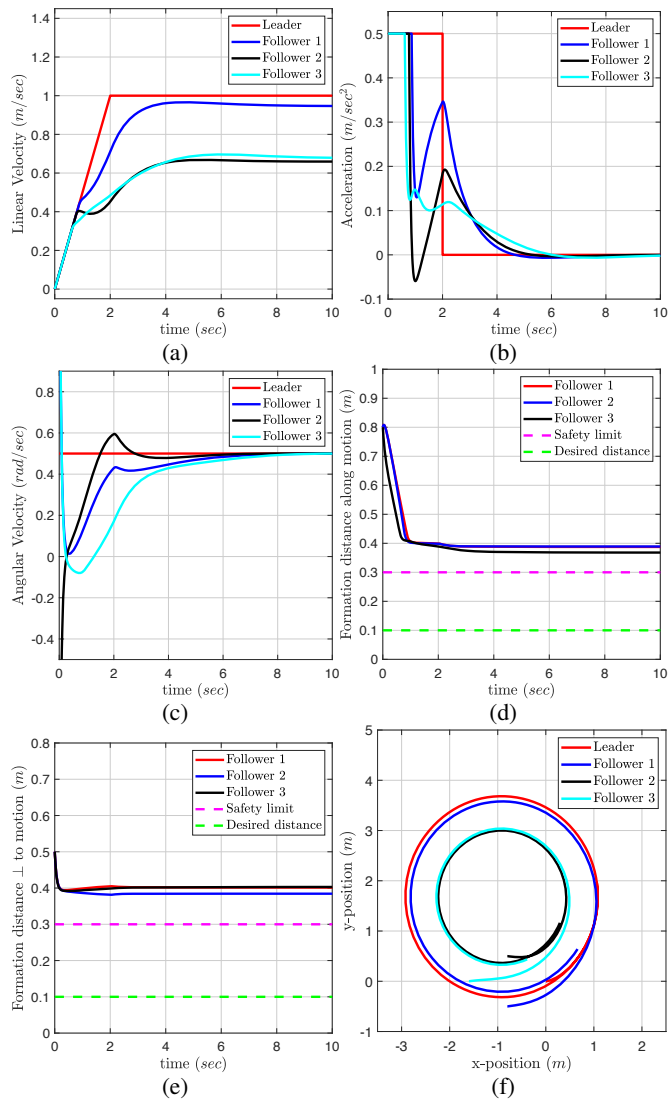 1.4
1.2
1
0.8
0.6
0.4
0.2
0
Linear Velocity (m/sec)
0 2 4 6 8 10
time (sec)
Leader
Follower 1
Follower 2
Follower 3
(a)
0.5
0.4
0.3
0.2
0.1
0
-0.1
Acceleration (m/sec²)
0 2 4 6 8 10
time (sec)
Leader
Follower 1
Follower 2
Follower 3
(b)
0.8
0.6
0.4
0.2
0
-0.2
-0.4
Angular Velocity (rad/sec)
0 2 4 6 8 10
time (sec)
Leader
Follower 1
Follower 2
Follower 3
(c)
1
0.9
0.8
0.7
0.6
0.5
0.4
0.3
0.2
0.1
0
Formation distance along motion (m)
0 2 4 6 8 10
time (sec)
Follower 1
Follower 2
Follower 3
Safety limit
Desired distance
(d)
0.8
0.7
0.6
0.5
0.4
0.3
0.2
0.1
0
Formation distance ⊥ to motion (m)
0 2 4 6 8 10
time (sec)
Follower 1
Follower 2
Follower 3
Safety limit
Desired distance
(e)
5
4
3
2
1
0
-1
y-position (m)
-3 -2 -1 0 1 2
x-position (m)
Leader
Follower 1
Follower 2
Follower 3
(f)